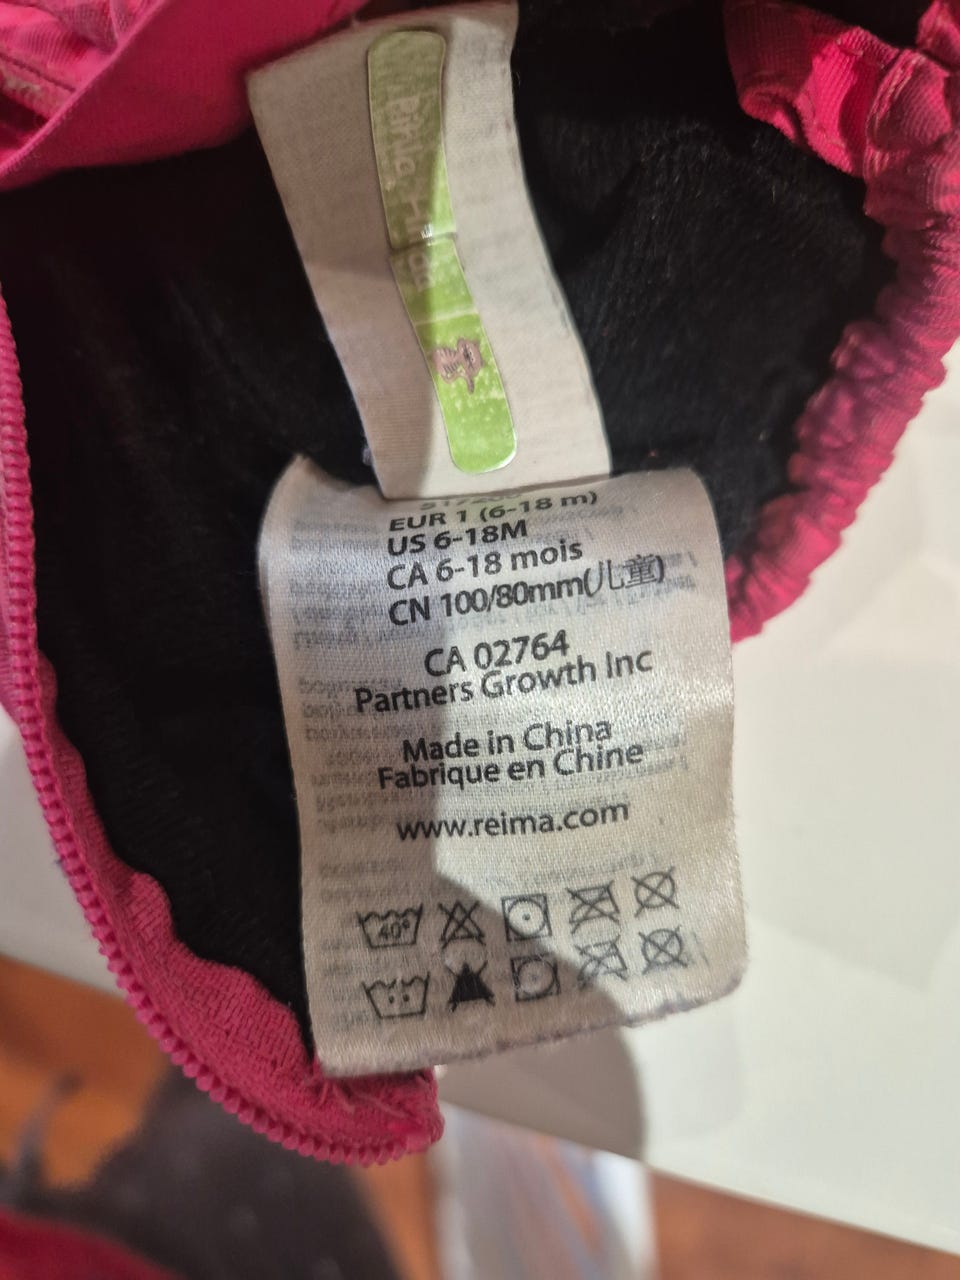 EUR 1 (6-18 m)
US 6-18M
CA 6-18 mois
CN 100/80mm(儿童)
CA 02764
Partners Growth Inc
Made in China
Fabrique en Chine
www.reima.com
40°